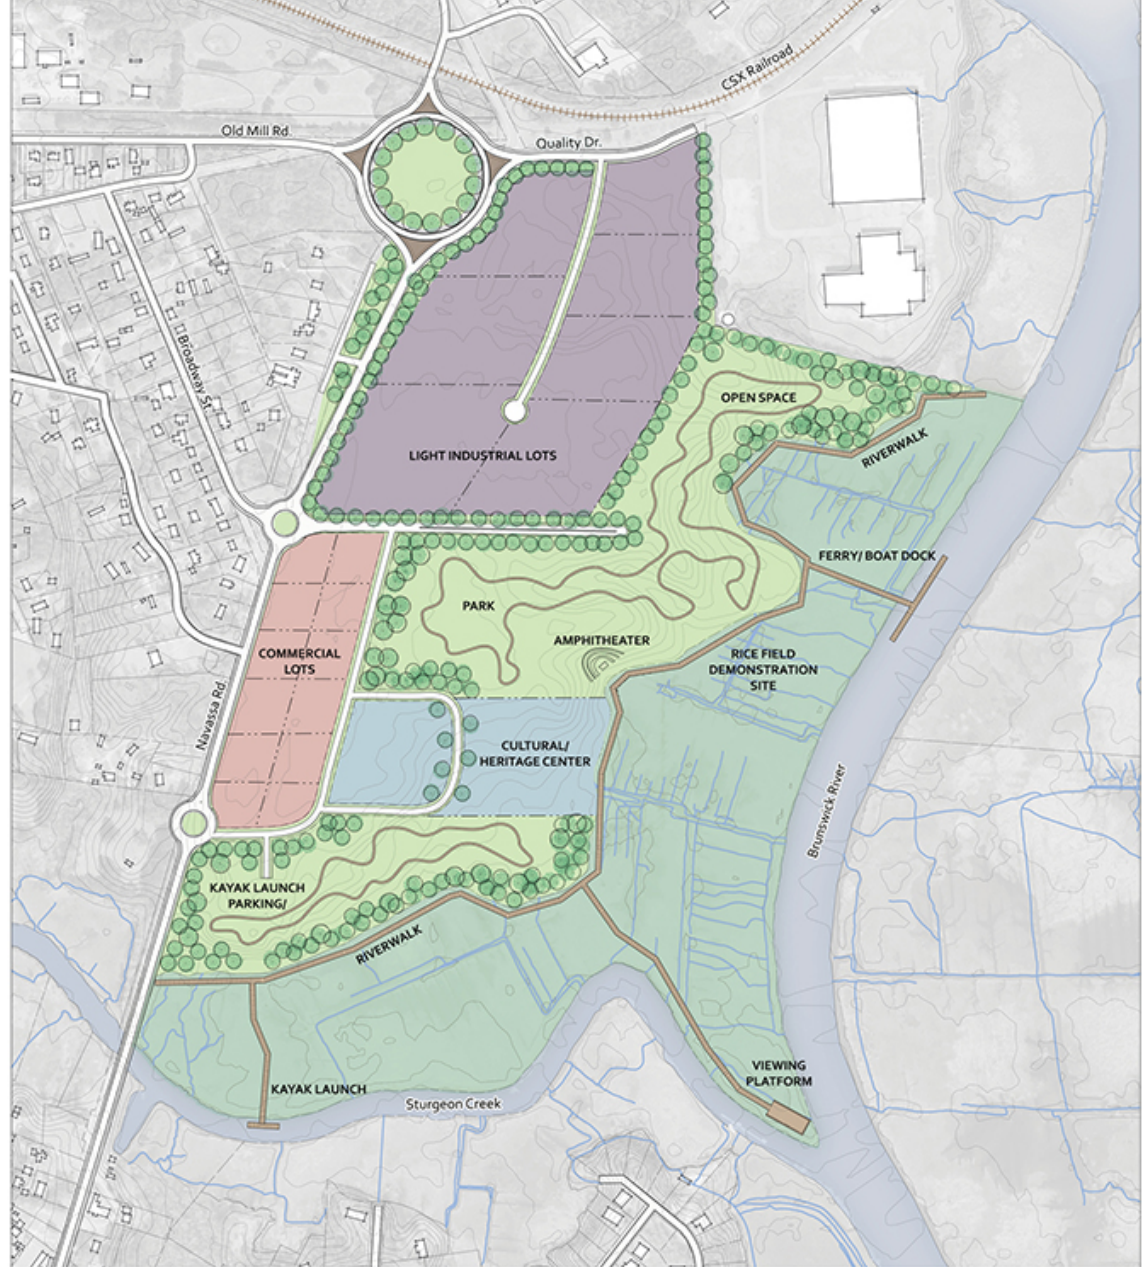 CSX Railroad
Old Mill Rd.
Quality Dr.
Broadway St.
OPEN SPACE
RIVERWALK
LIGHT INDUSTRIAL LOTS
FERRY/ BOAT DOCK
PARK
AMPHITHEATER
COMMERCIAL
LOTS
RICE FIELD
DEMONSTRATION
SITE
Navassa Rd.
CULTURAL/
HERITAGE CENTER
Brunswick River
KAYAK LAUNCH
PARKING/
RIVERWALK
VIEWING
PLATFORM
KAYAK LAUNCH
Sturgeon Creek